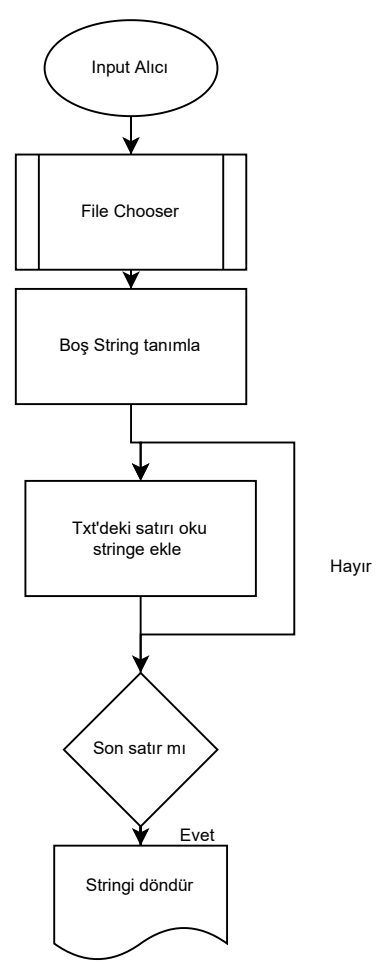 Input Alıcı
File Chooser
Boş String tanımla
Txt'deki satırı oku
stringe ekle
Hayır
Son satır mı
Evet
Stringi döndür